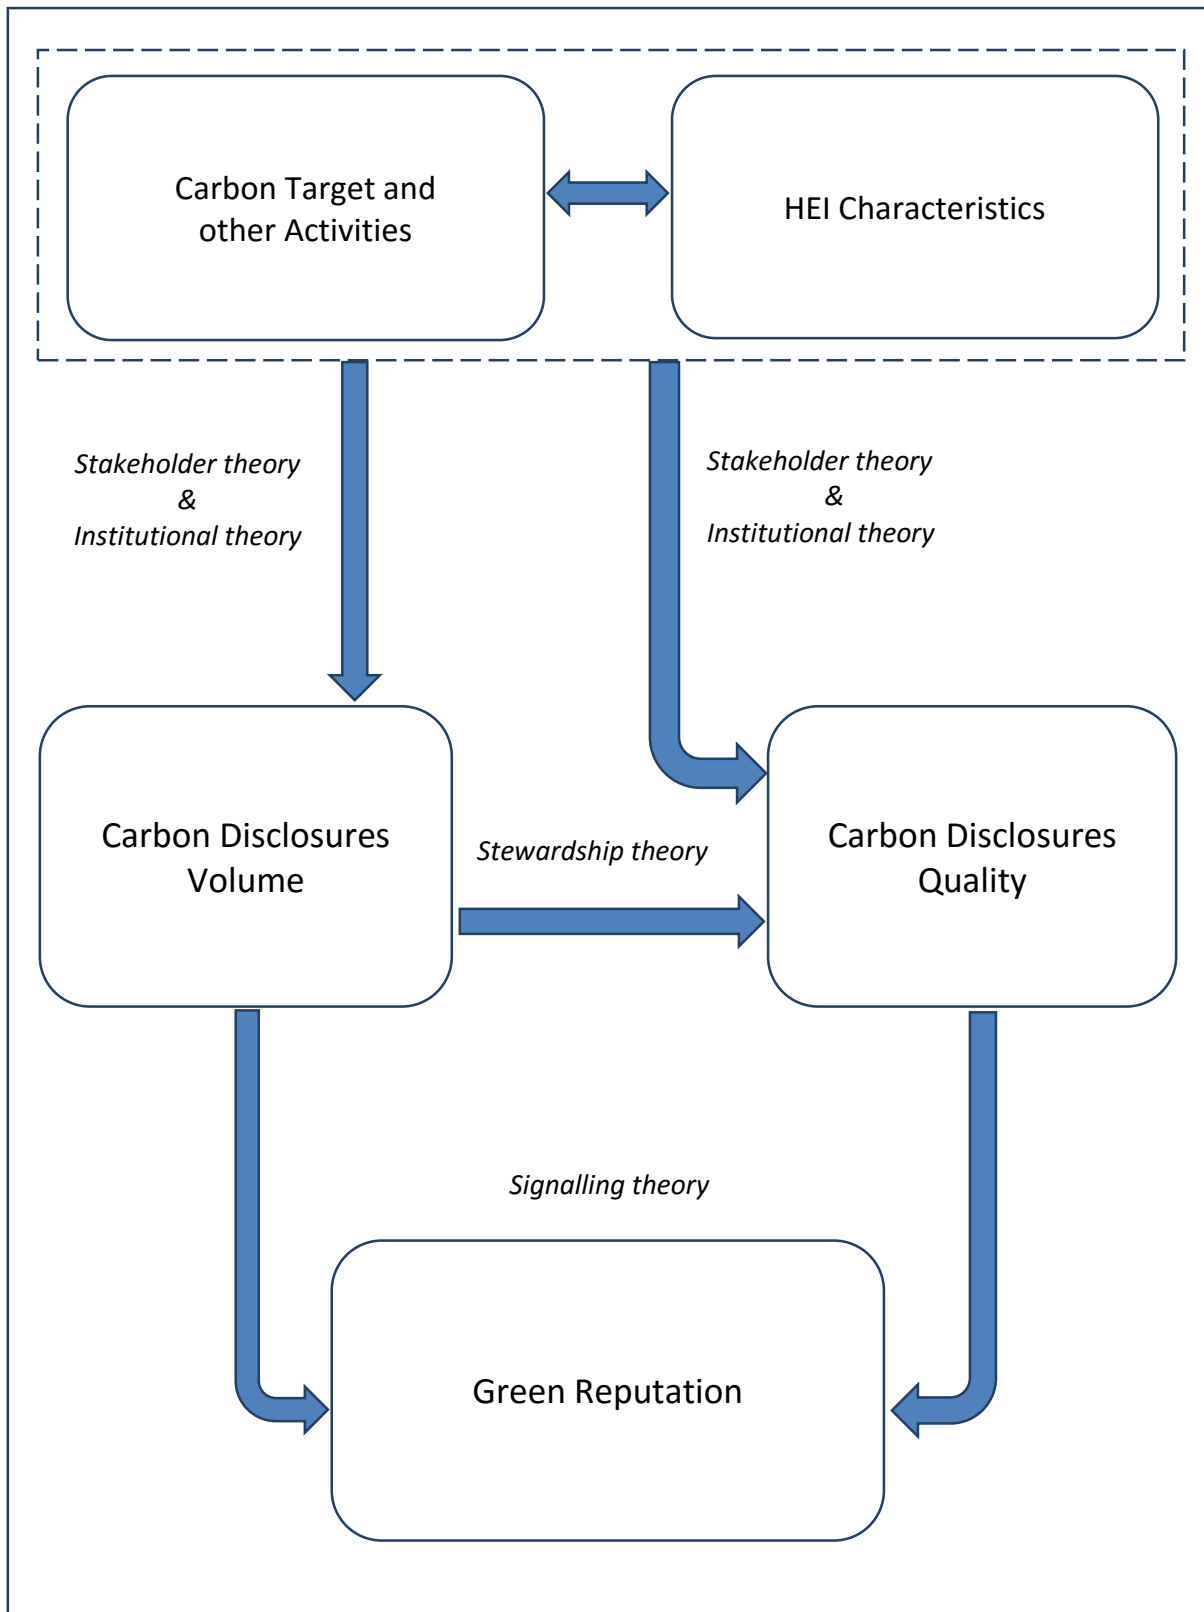 Carbon Target and
other Activities
HEI Characteristics
Stakeholder theory
&
Institutional theory
Stakeholder theory
&
Institutional theory
Carbon Disclosures
Volume
Stewardship theory
Carbon Disclosures
Quality
Signalling theory
Green Reputation